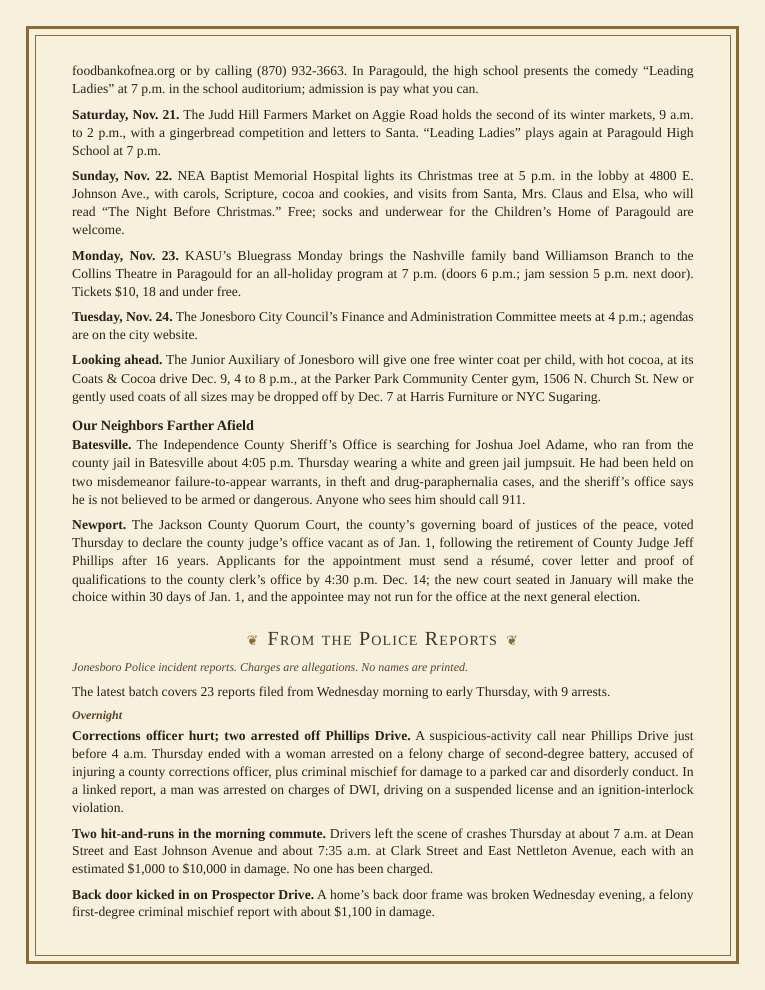 foodbankofnea.org or by calling (870) 932-3663. In Paragould, the high school presents the comedy “Leading
Ladies” at 7 p.m. in the school auditorium; admission is pay what you can.
Saturday, Nov. 21. The Judd Hill Farmers Market on Aggie Road holds the second of its winter markets, 9 a.m.
to 2 p.m., with a gingerbread competition and letters to Santa. “Leading Ladies” plays again at Paragould High
School at 7 p.m.
Sunday, Nov. 22. NEA Baptist Memorial Hospital lights its Christmas tree at 5 p.m. in the lobby at 4800 E.
Johnson Ave., with carols, Scripture, cocoa and cookies, and visits from Santa, Mrs. Claus and Elsa, who will
read “The Night Before Christmas.” Free; socks and underwear for the Children’s Home of Paragould are
welcome.
Monday, Nov. 23. KASU’s Bluegrass Monday brings the Nashville family band Williamson Branch to the
Collins Theatre in Paragould for an all-holiday program at 7 p.m. (doors 6 p.m.; jam session 5 p.m. next door).
Tickets $10, 18 and under free.
Tuesday, Nov. 24. The Jonesboro City Council’s Finance and Administration Committee meets at 4 p.m.; agendas
are on the city website.
Looking ahead. The Junior Auxiliary of Jonesboro will give one free winter coat per child, with hot cocoa, at its
Coats & Cocoa drive Dec. 9, 4 to 8 p.m., at the Parker Park Community Center gym, 1506 N. Church St. New or
gently used coats of all sizes may be dropped off by Dec. 7 at Harris Furniture or NYC Sugaring.
Our Neighbors Farther Afield
Batesville. The Independence County Sheriff’s Office is searching for Joshua Joel Adame, who ran from the
county jail in Batesville about 4:05 p.m. Thursday wearing a white and green jail jumpsuit. He had been held on
two misdemeanor failure-to-appear warrants, in theft and drug-paraphernalia cases, and the sheriff’s office says
he is not believed to be armed or dangerous. Anyone who sees him should call 911.
Newport. The Jackson County Quorum Court, the county’s governing board of justices of the peace, voted
Thursday to declare the county judge’s office vacant as of Jan. 1, following the retirement of County Judge Jeff
Phillips after 16 years. Applicants for the appointment must send a résumé, cover letter and proof of
qualifications to the county clerk’s office by 4:30 p.m. Dec. 14; the new court seated in January will make the
choice within 30 days of Jan. 1, and the appointee may not run for the office at the next general election.
❦ From the Police Reports ❦
Jonesboro Police incident reports. Charges are allegations. No names are printed.
The latest batch covers 23 reports filed from Wednesday morning to early Thursday, with 9 arrests.
Overnight
Corrections officer hurt; two arrested off Phillips Drive. A suspicious-activity call near Phillips Drive just
before 4 a.m. Thursday ended with a woman arrested on a felony charge of second-degree battery, accused of
injuring a county corrections officer, plus criminal mischief for damage to a parked car and disorderly conduct. In
a linked report, a man was arrested on charges of DWI, driving on a suspended license and an ignition-interlock
violation.
Two hit-and-runs in the morning commute. Drivers left the scene of crashes Thursday at about 7 a.m. at Dean
Street and East Johnson Avenue and about 7:35 a.m. at Clark Street and East Nettleton Avenue, each with an
estimated $1,000 to $10,000 in damage. No one has been charged.
Back door kicked in on Prospector Drive. A home’s back door frame was broken Wednesday evening, a felony
first-degree criminal mischief report with about $1,100 in damage.